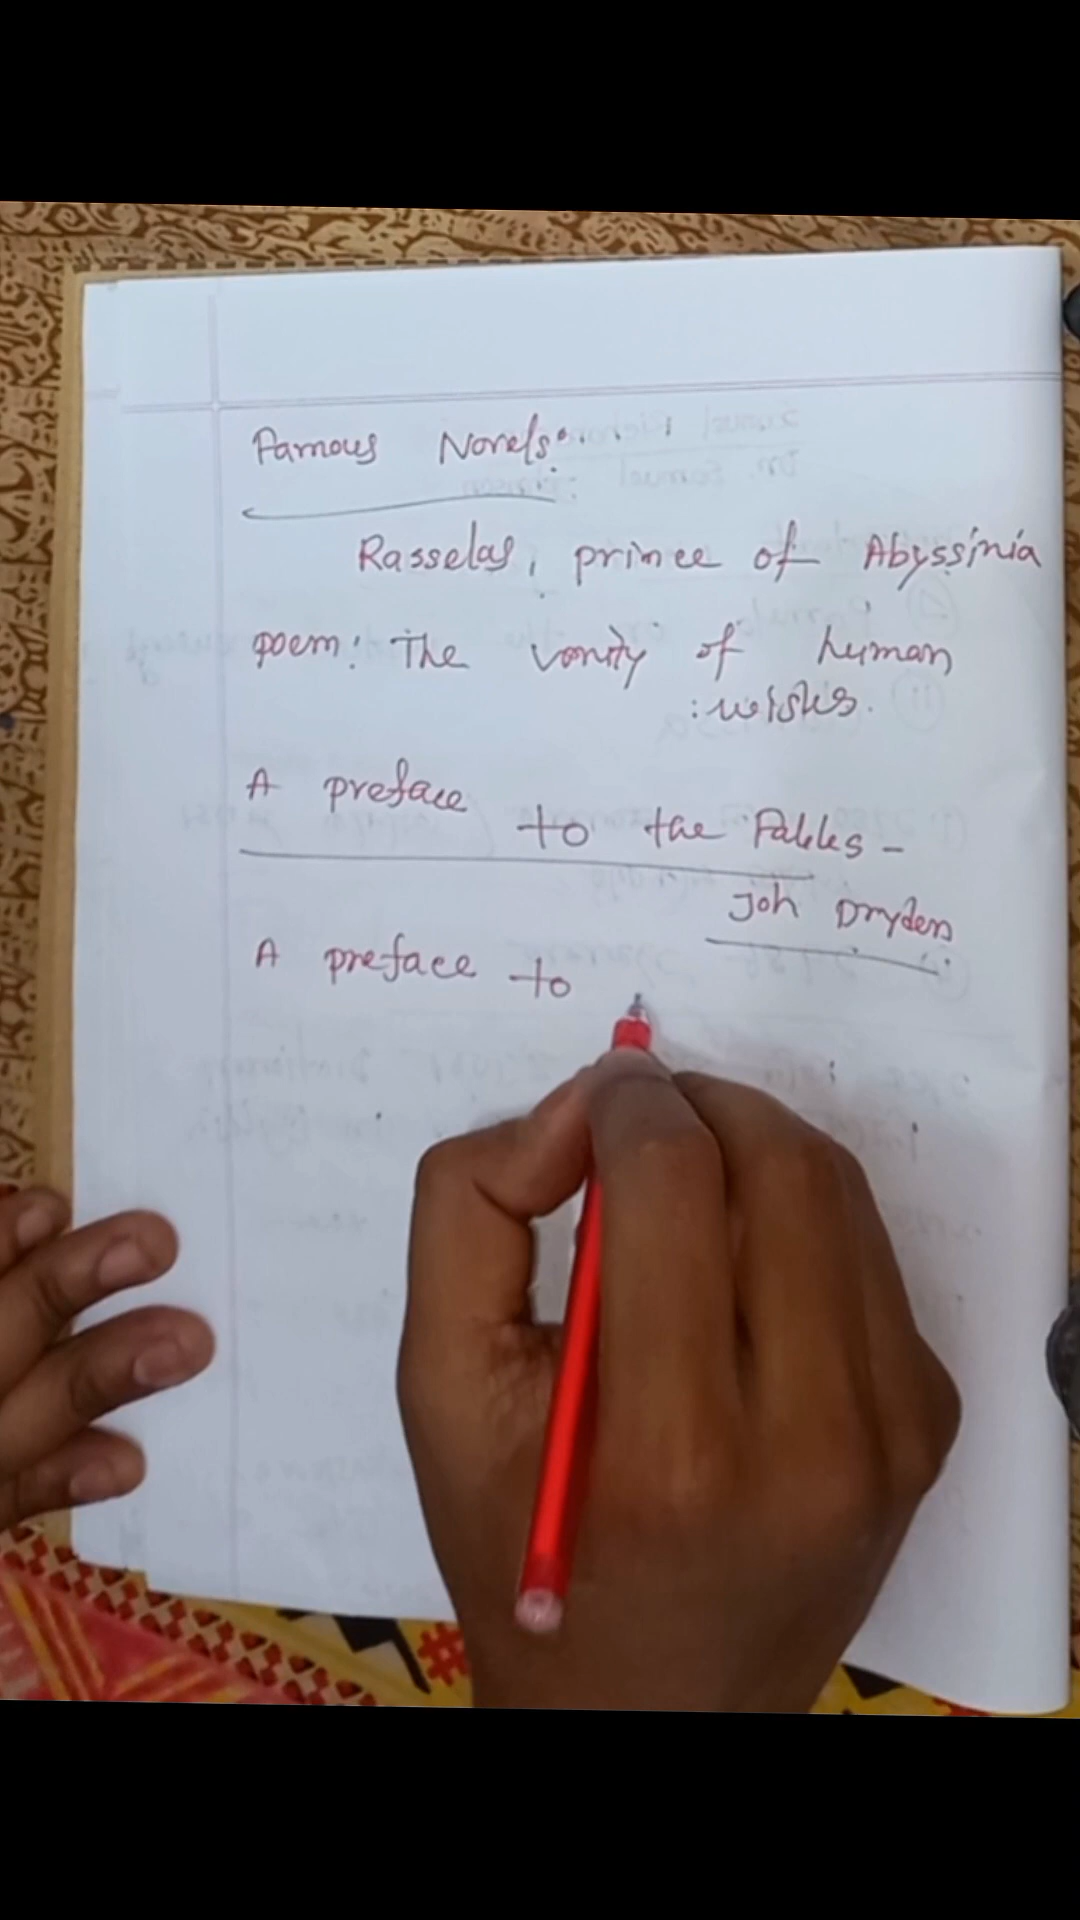 Famous Novels:
Rasselas, prince of Abyssinia
poem: The vanity of human
wishes.
A preface to the Fables -
Joh Dryden
A preface to